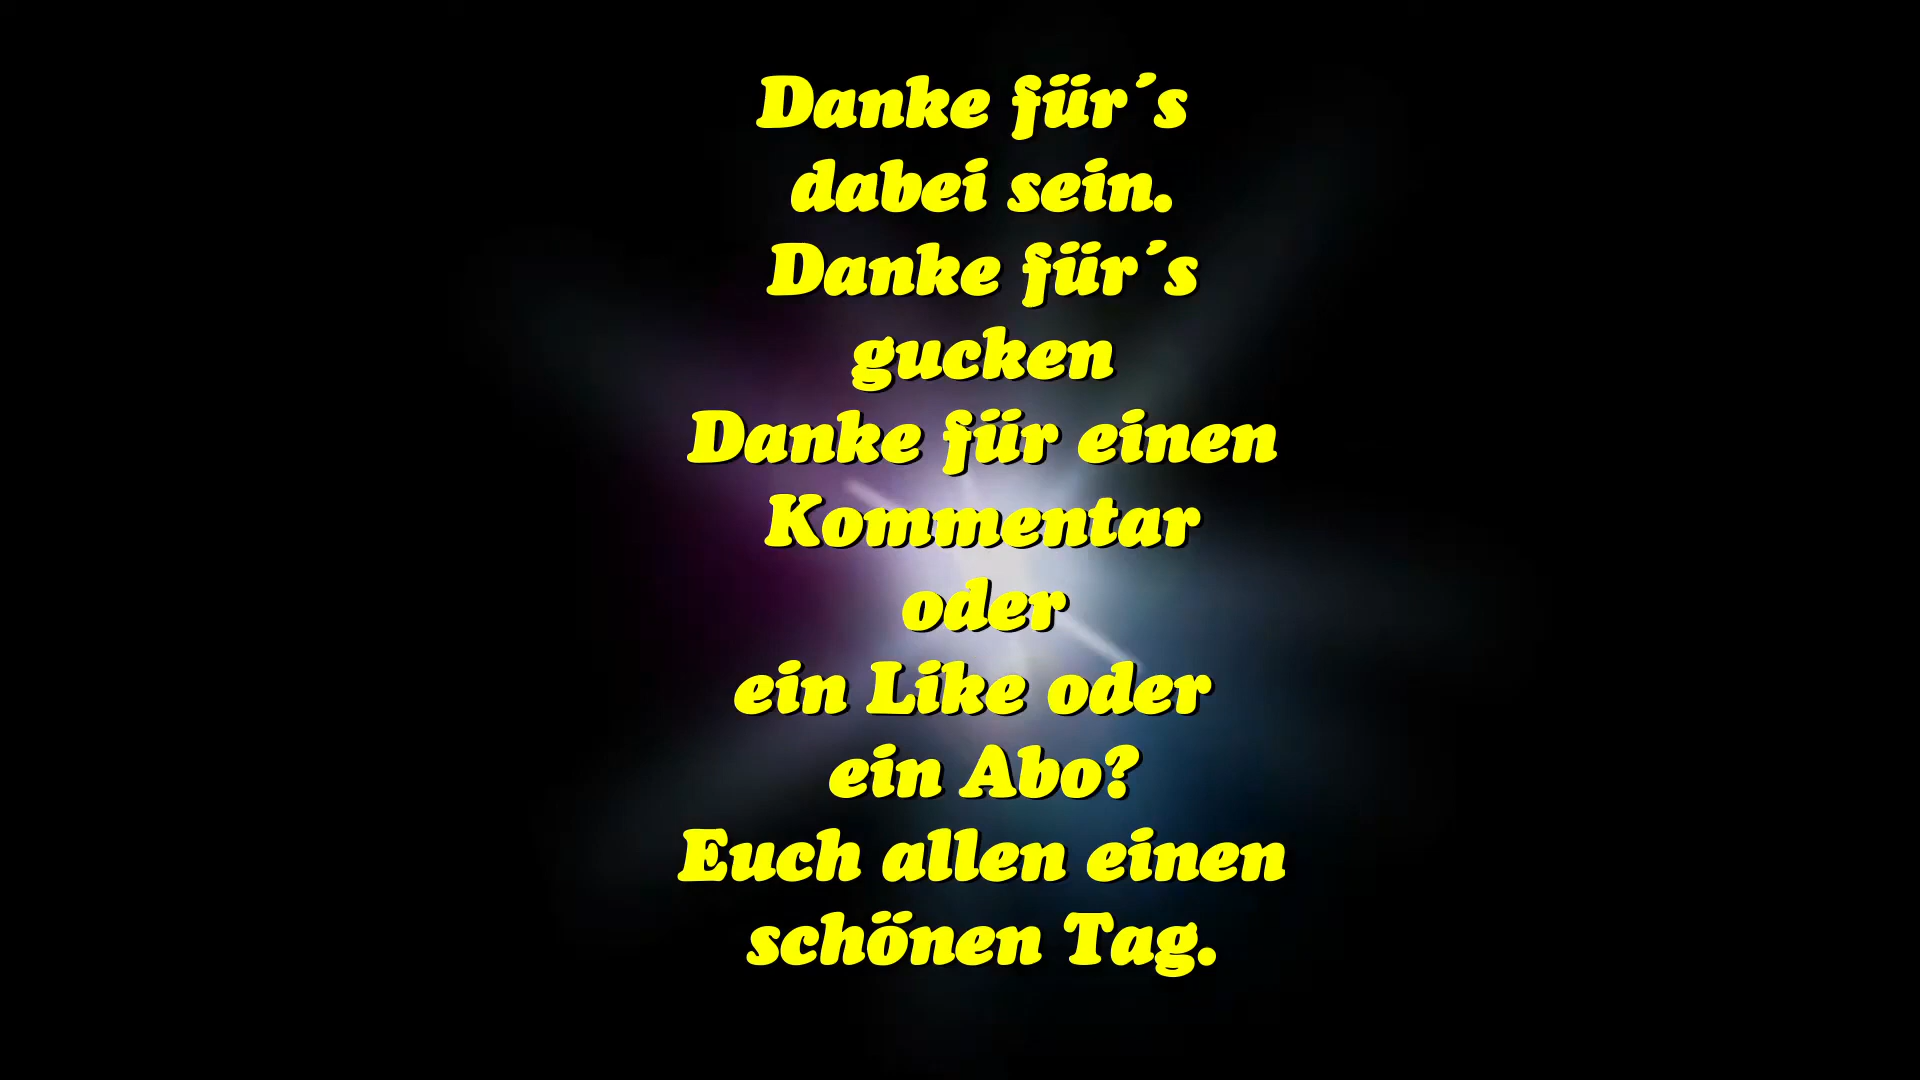 Danke für´s
dabei sein.
Danke für´s
gucken
Danke für einen
Kommentar
oder
ein Like oder
ein Abo?
Euch allen einen
schönen Tag.